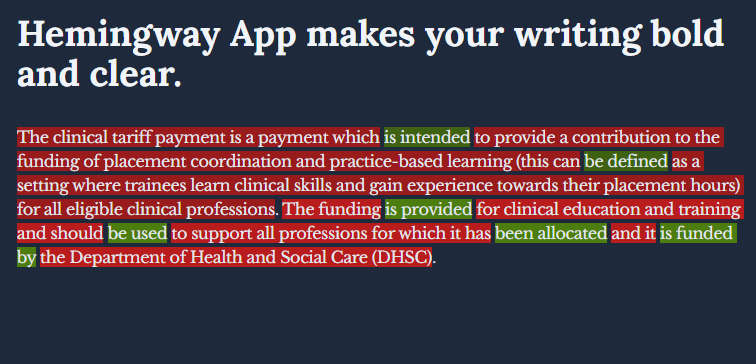 Hemingway App makes your writing bold
and clear.
The clinical tariff payment is a payment which is intended to provide a contribution to the
funding of placement coordination and practice-based learning (this can be defined as a
setting where trainees learn clinical skills and gain experience towards their placement hours)
for all eligible clinical professions. The funding is provided for clinical education and training
and should be used to support all professions for which it has been allocated and it is funded
by the Department of Health and Social Care (DHSC).